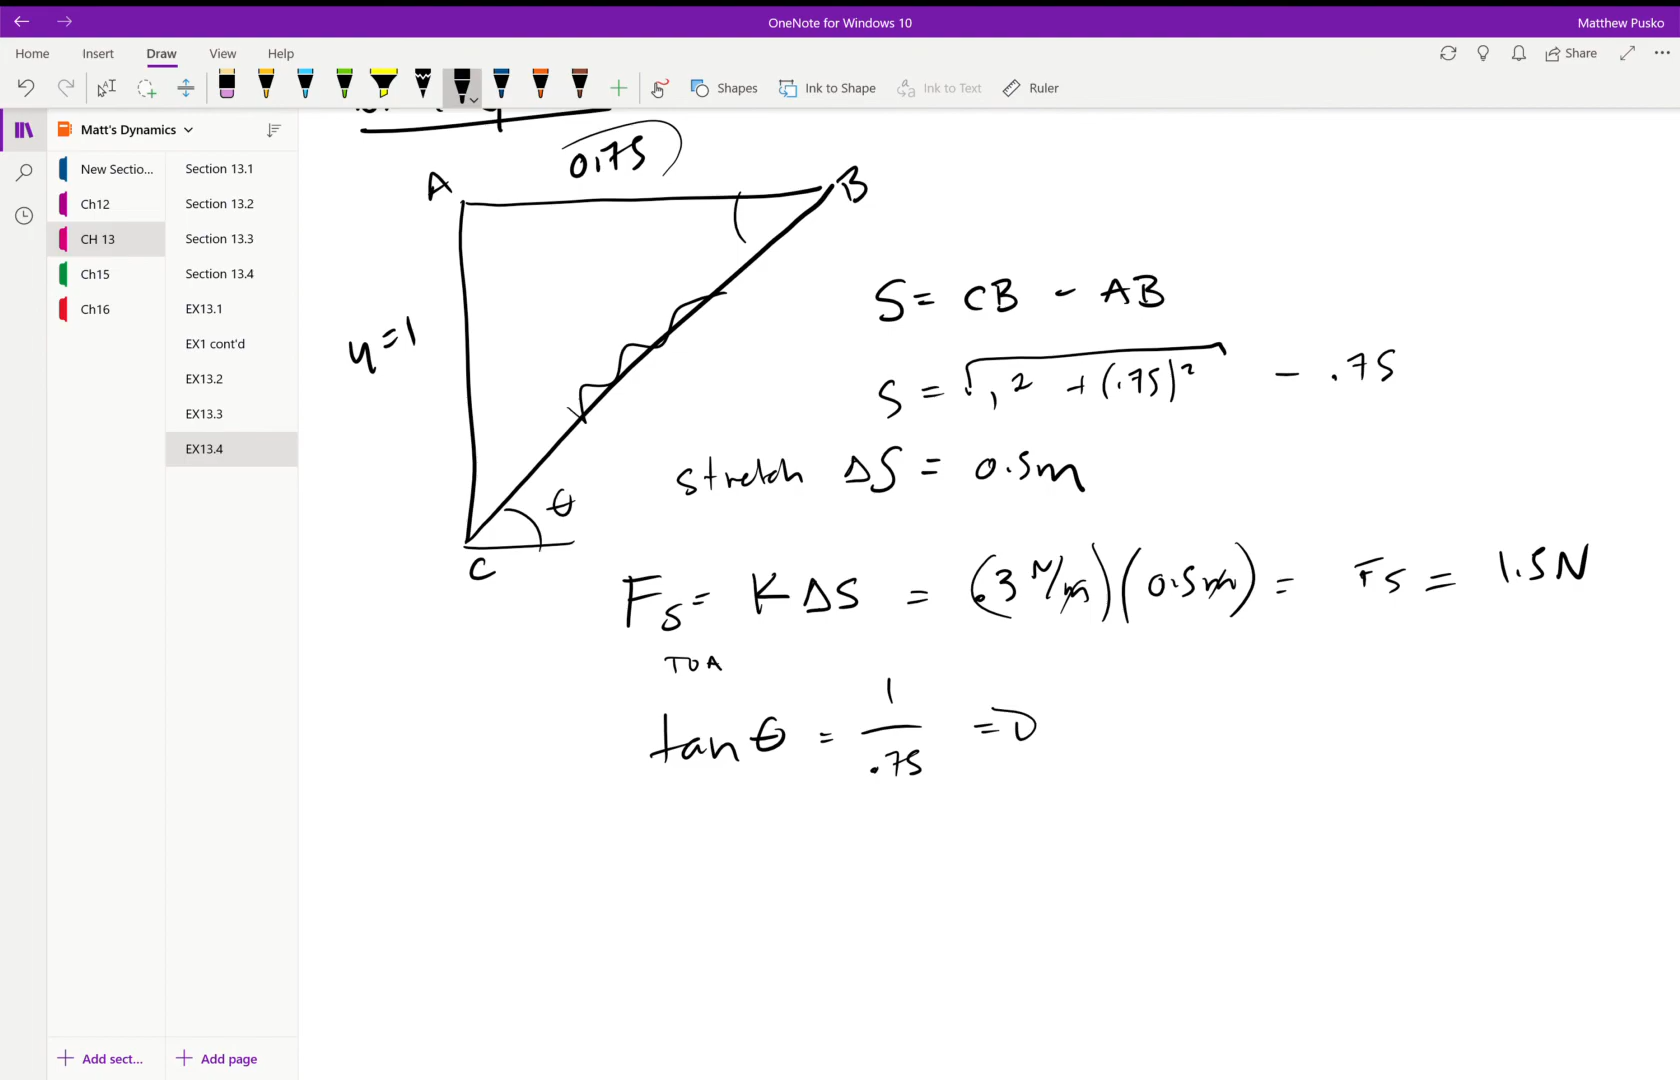 OneNote for Windows 10
Matthew Pusko
Home Insert Draw View Help
Share
Shapes Ink to Shape Ink to Text Ruler
Matt's Dynamics
New Sectio...
Ch12
CH 13
Ch15
Ch16
Section 13.1
Section 13.2
Section 13.3
Section 13.4
EX13.1
EX1 cont'd
EX13.2
EX13.3
EX13.4
Add sect...
Add page
0.75
A
B
y=1
θ
C
S= CB - AB
S = √1² + (.75)² - .75
stretch ΔS = 0.5m
Fs= KΔS = (3 N/m)(0.5m) = Fs = 1.5N
TOA
tan θ = 1/.75 =D